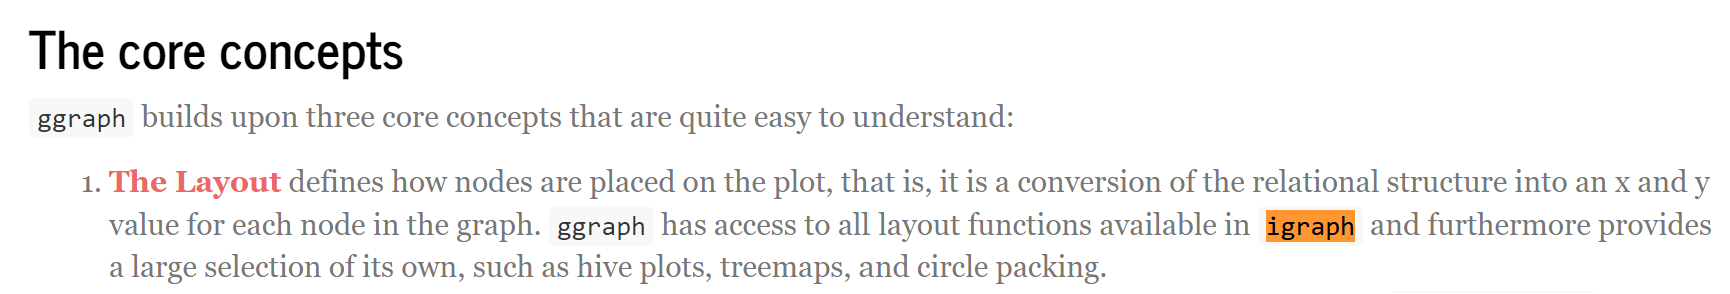 The core concepts
ggraph builds upon three core concepts that are quite easy to understand:
1. The Layout defines how nodes are placed on the plot, that is, it is a conversion of the relational structure into an x and y
value for each node in the graph. ggraph has access to all layout functions available in igraph and furthermore provides
a large selection of its own, such as hive plots, treemaps, and circle packing.